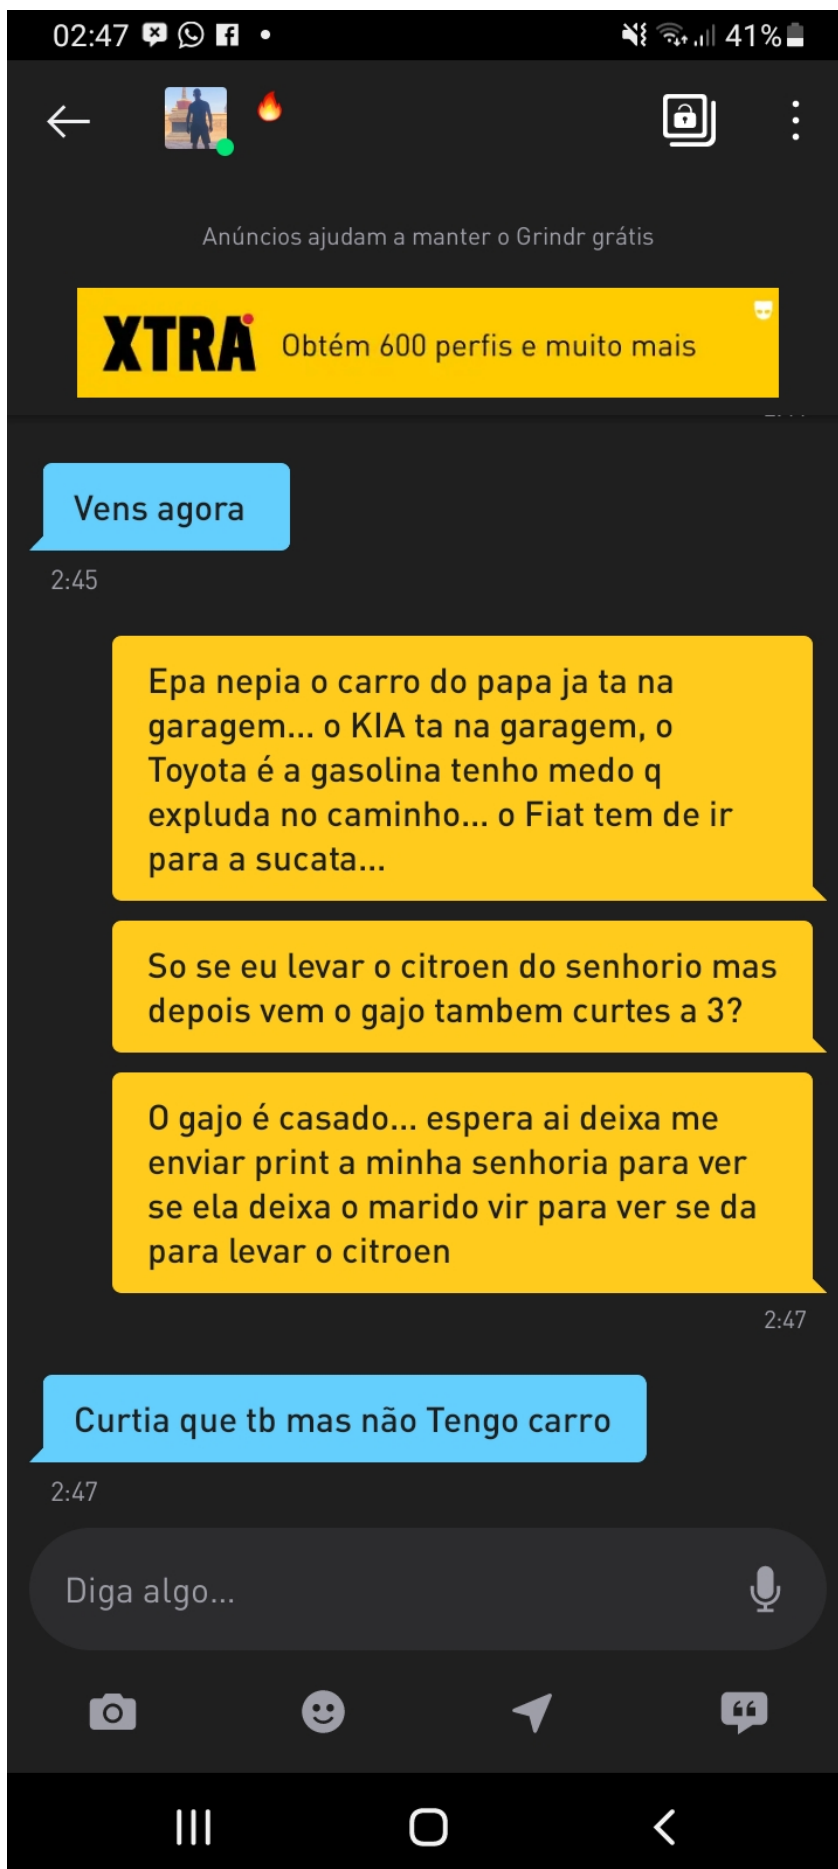 02:47
41%
Anúncios ajudam a manter o Grindr grátis
XTRA Obtém 600 perfis e muito mais
Vens agora
2:45
Epa nepia o carro do papa ja ta na
garagem... o KIA ta na garagem, o
Toyota é a gasolina tenho medo q
expluda no caminho... o Fiat tem de ir
para a sucata...
So se eu levar o citroen do senhorio mas
depois vem o gajo tambem curtes a 3?
O gajo é casado... espera ai deixa me
enviar print a minha senhoria para ver
se ela deixa o marido vir para ver se da
para levar o citroen
2:47
Curtia que tb mas não Tengo carro
2:47
Diga algo...